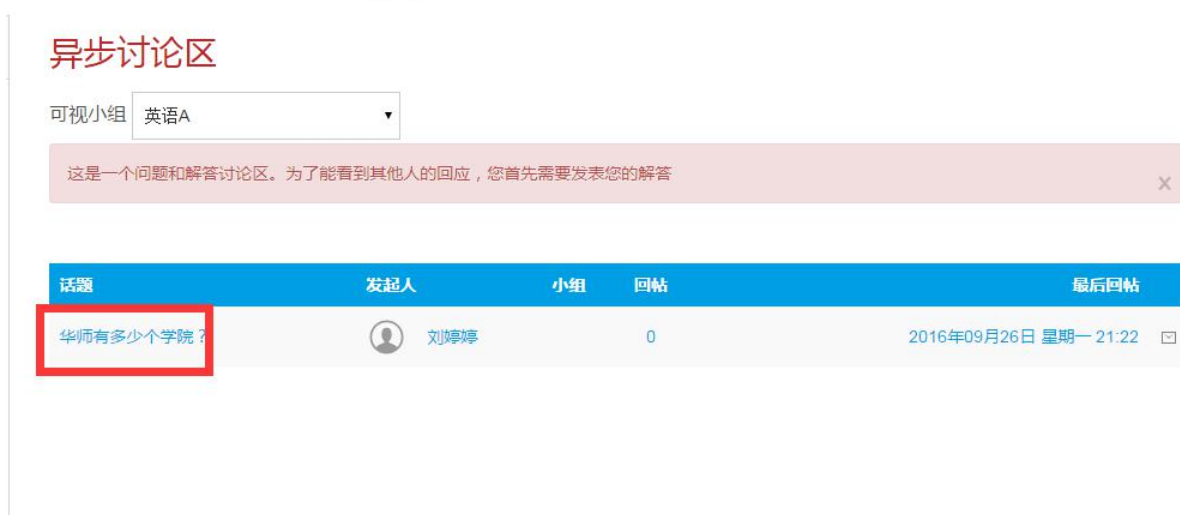 异步讨论区
可视小组 英语A
这是一个问题和解答讨论区。为了能看到其他人的回应，您首先需要发表您的解答
x
话题 发起人 小组 回帖 最后回帖
华师有多少个学院？ 刘婷婷 0 2016年09月26日 星期一 21:22